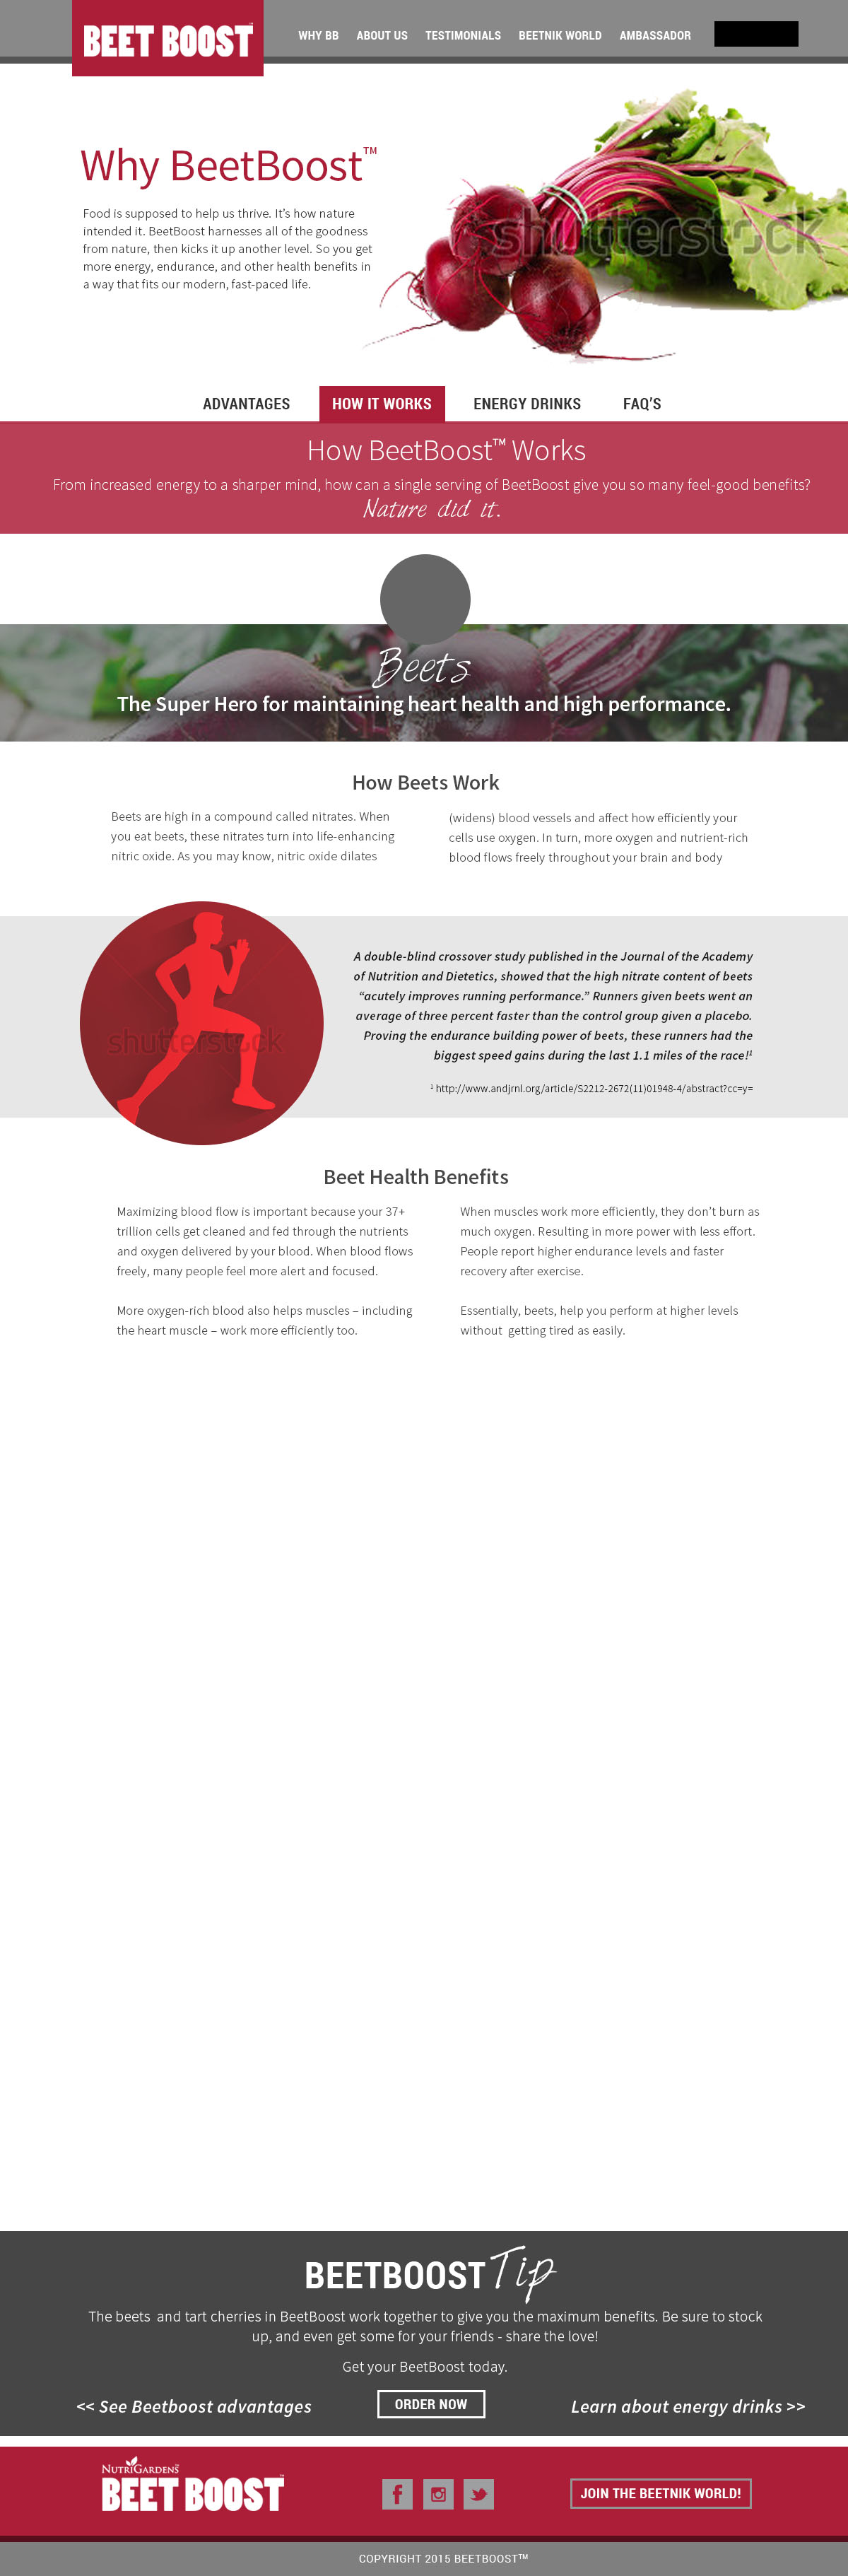 BEET BOOST™
WHY BB ABOUT US TESTIMONIALS BEETNIK WORLD AMBASSADOR
Why BeetBoost™
Food is supposed to help us thrive. It’s how nature
intended it. BeetBoost harnesses all of the goodness
from nature, then kicks it up another level. So you get
more energy, endurance, and other health benefits in
a way that fits our modern, fast-paced life.
shutterstock
ADVANTAGES HOW IT WORKS ENERGY DRINKS FAQ’S
How BeetBoost™ Works
From increased energy to a sharper mind, how can a single serving of BeetBoost give you so many feel-good benefits?
Nature did it.
Beets
The Super Hero for maintaining heart health and high performance.
How Beets Work
Beets are high in a compound called nitrates. When
you eat beets, these nitrates turn into life-enhancing
nitric oxide. As you may know, nitric oxide dilates
(widens) blood vessels and affect how efficiently your
cells use oxygen. In turn, more oxygen and nutrient-rich
blood flows freely throughout your brain and body
shutterstock
A double-blind crossover study published in the Journal of the Academy
of Nutrition and Dietetics, showed that the high nitrate content of beets
“acutely improves running performance.” Runners given beets went an
average of three percent faster than the control group given a placebo.
Proving the endurance building power of beets, these runners had the
biggest speed gains during the last 1.1 miles of the race!¹
¹ http://www.andjrnl.org/article/S2212-2672(11)01948-4/abstract?cc=y=
Beet Health Benefits
Maximizing blood flow is important because your 37+
trillion cells get cleaned and fed through the nutrients
and oxygen delivered by your blood. When blood flows
freely, many people feel more alert and focused.
More oxygen-rich blood also helps muscles – including
the heart muscle – work more efficiently too.
When muscles work more efficiently, they don’t burn as
much oxygen. Resulting in more power with less effort.
People report higher endurance levels and faster
recovery after exercise.
Essentially, beets, help you perform at higher levels
without getting tired as easily.
BEETBOOST Tip
The beets and tart cherries in BeetBoost work together to give you the maximum benefits. Be sure to stock
up, and even get some for your friends - share the love!
Get your BeetBoost today.
<< See Beetboost advantages
ORDER NOW
Learn about energy drinks >>
NUTRIGARDENS™
BEET BOOST™
JOIN THE BEETNIK WORLD!
COPYRIGHT 2015 BEETBOOST™